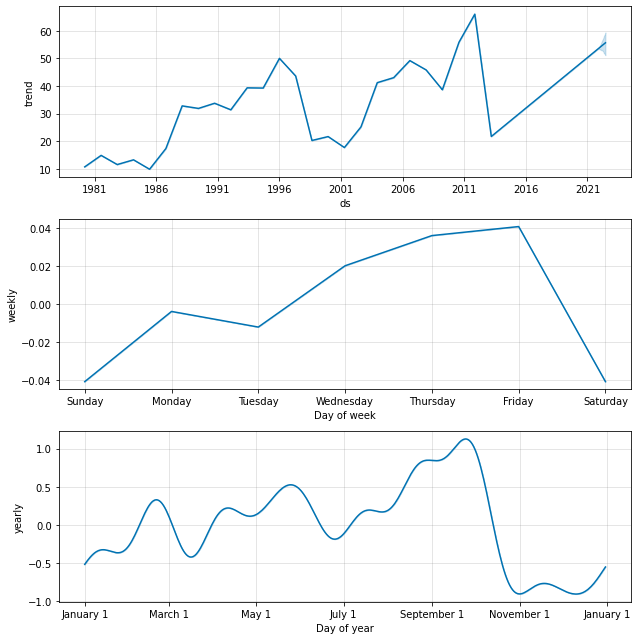 60
50
40
30
20
10
trend
1981 1986 1991 1996 2001 2006 2011 2016 2021
ds
0.04
0.02
0.00
−0.02
−0.04
weekly
Sunday Monday Tuesday Wednesday Thursday Friday Saturday
Day of week
1.0
0.5
0.0
−0.5
−1.0
yearly
January 1 March 1 May 1 July 1 September 1 November 1 January 1
Day of year